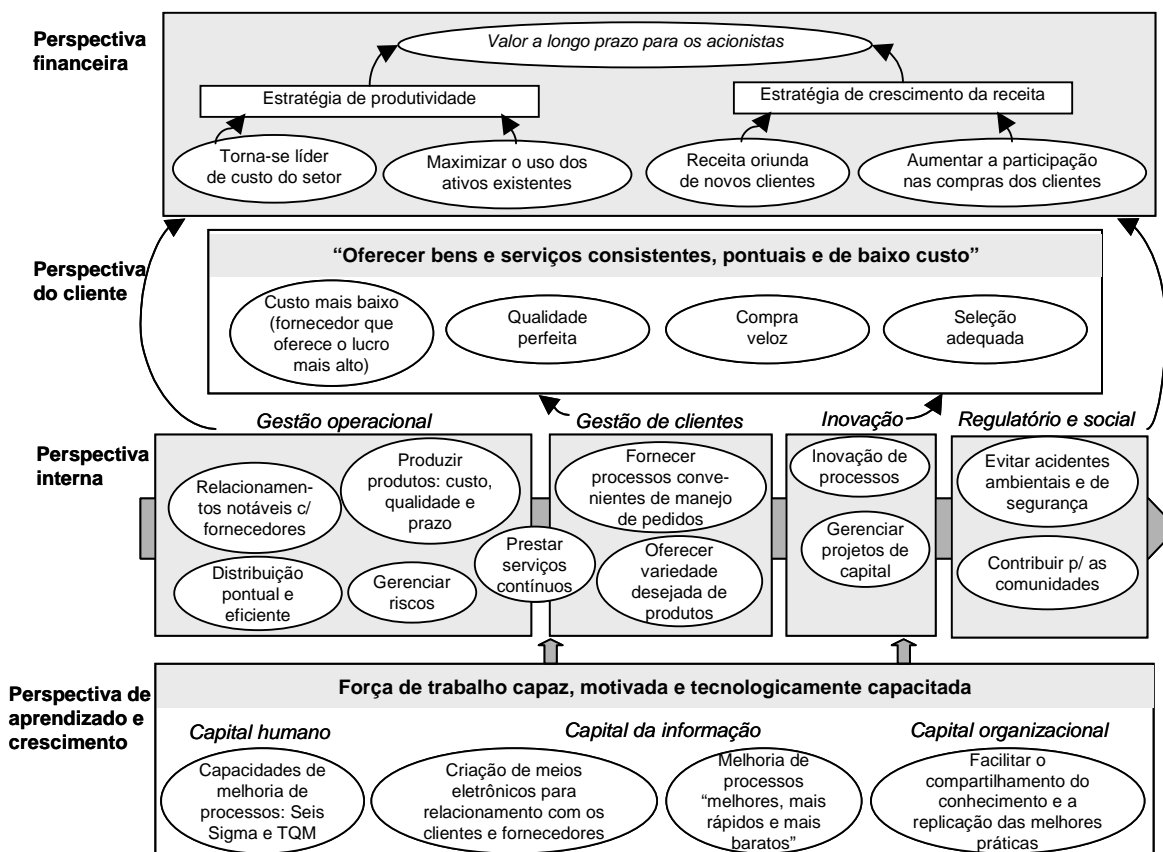 Perspectiva
financeira
Valor a longo prazo para os acionistas
Estratégia de produtividade
Estratégia de crescimento da receita
Torna-se líder
de custo do setor
Maximizar o uso dos
ativos existentes
Receita oriunda
de novos clientes
Aumentar a participação
nas compras dos clientes
Perspectiva
do cliente
“Oferecer bens e serviços consistentes, pontuais e de baixo custo”
Custo mais baixo
(fornecedor que
oferece o lucro
mais alto)
Qualidade
perfeita
Compra
veloz
Seleção
adequada
Perspectiva
interna
Gestão operacional
Gestão de clientes
Inovação
Regulatório e social
Relacionamen-
tos notáveis c/
fornecedores
Produzir
produtos: custo,
qualidade e
prazo
Distribuição
pontual e
eficiente
Gerenciar
riscos
Prestar
serviços
contínuos
Fornecer
processos conve-
nientes de manejo
de pedidos
Oferecer
variedade
desejada de
produtos
Inovação de
processos
Gerenciar
projetos de
capital
Evitar acidentes
ambientais e de
segurança
Contribuir p/ as
comunidades
Perspectiva de
aprendizado e
crescimento
Força de trabalho capaz, motivada e tecnologicamente capacitada
Capital humano
Capital da informação
Capital organizacional
Capacidades de
melhoria de
processos: Seis
Sigma e TQM
Criação de meios
eletrônicos para
relacionamento com os
clientes e fornecedores
Melhoria de
processos
“melhores, mais
rápidos e mais
baratos”
Facilitar o
compartilhamento do
conhecimento e a
replicação das melhores
práticas